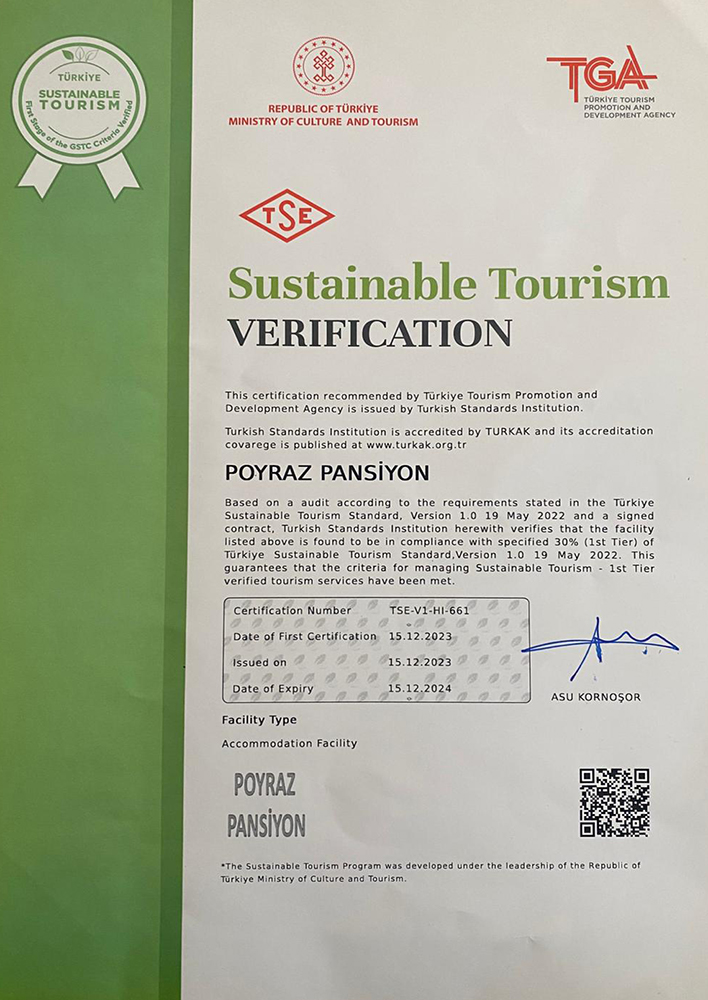 TÜRKİYE
SUSTAINABLE
TOURISM
First Stage of the GSTC Criteria Verified
REPUBLIC OF TÜRKİYE
MINISTRY OF CULTURE AND TOURISM
TGA
TÜRKİYE TOURISM
PROMOTION AND
DEVELOPMENT AGENCY
TSE
Sustainable Tourism
VERIFICATION
This certification recommended by Türkiye Tourism Promotion and
Development Agency is issued by Turkish Standards Institution.
Turkish Standards Institution is accredited by TURKAK and its accreditation
covarege is published at www.turkak.org.tr
POYRAZ PANSİYON
Based on a audit according to the requirements stated in the Türkiye
Sustainable Tourism Standard, Version 1.0 19 May 2022 and a signed
contract, Turkish Standards Institution herewith verifies that the facility
listed above is found to be in compliance with specified 30% (1st Tier) of
Türkiye Sustainable Tourism Standard,Version 1.0 19 May 2022. This
guarantees that the criteria for managing Sustainable Tourism - 1st Tier
verified tourism services have been met.
Certification Number TSE-V1-HI-661
Date of First Certification 15.12.2023
Issued on 15.12.2023
Date of Expiry 15.12.2024
ASU KORNOŞOR
Facility Type
Accommodation Facility
POYRAZ
PANSİYON
*The Sustainable Tourism Program was developed under the leadership of the Republic of
Türkiye Ministry of Culture and Tourism.